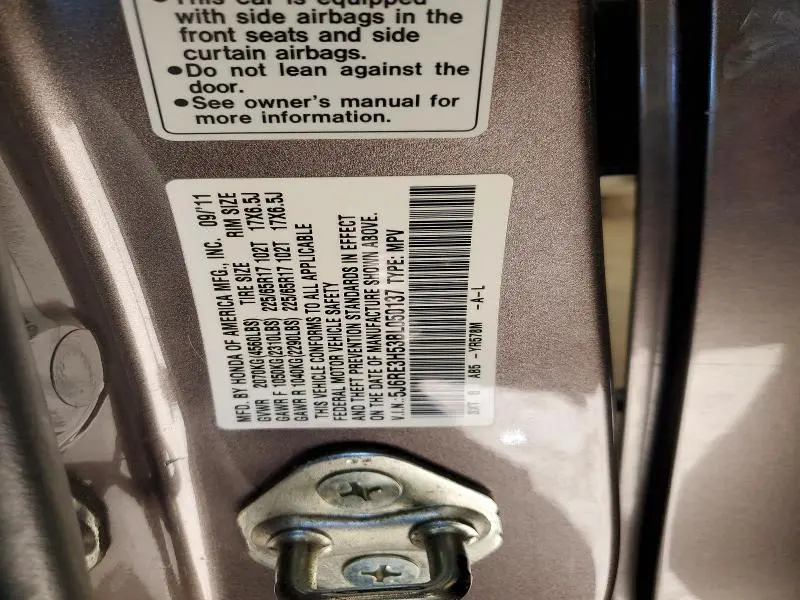 • This car is equipped
with side airbags in the
front seats and side
curtain airbags.
• Do not lean against the
door.
• See owner's manual for
more information.
MFD. BY HONDA OF AMERICA MFG., INC. 09/'11
GVWR 2070KG(4560LBS) TIRE SIZE RIM SIZE
GAWR F 1050KG(2310LBS) 225/65R17 102T 17X6.5J
GAWR R 1040KG(2290LBS) 225/65R17 102T 17X6.5J
THIS VEHICLE CONFORMS TO ALL APPLICABLE
FEDERAL MOTOR VEHICLE SAFETY
AND THEFT PREVENTION STANDARDS IN EFFECT
ON THE DATE OF MANUFACTURE SHOWN ABOVE.
V.I.N.: 5J6RE3H53BL050137 TYPE: MPV
EXT B AB5 -YR578M -A-L